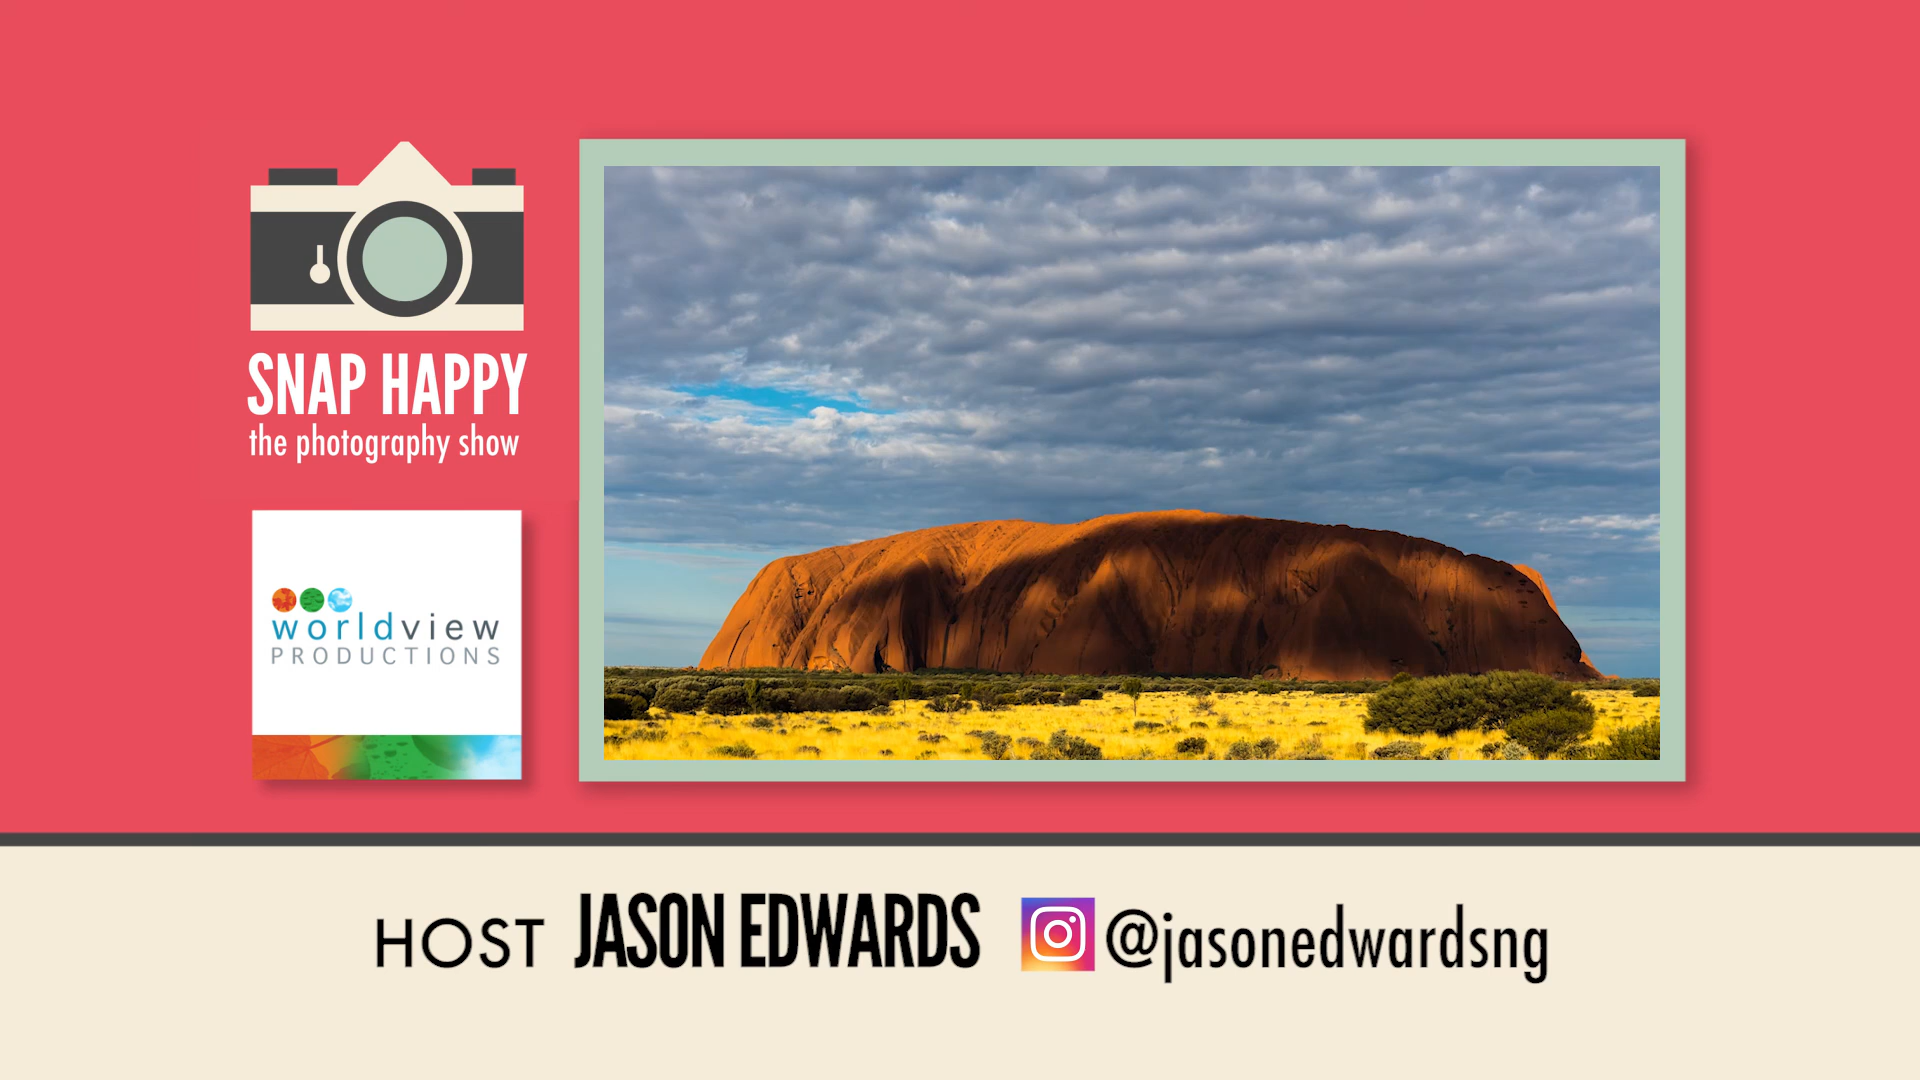 SNAP HAPPY
the photography show
worldview
PRODUCTIONS
HOST JASON EDWARDS @jasonedwardsng